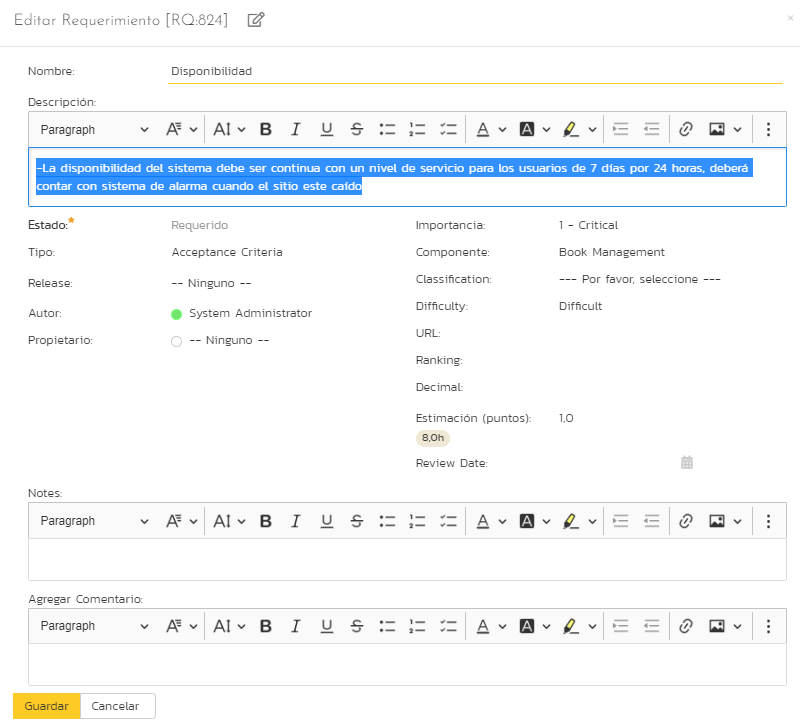 Editar Requerimiento [RQ:824]
×
Nombre: Disponibilidad
Descripción:
Paragraph
-La disponibilidad del sistema debe ser continua con un nivel de servicio para los usuarios de 7 días por 24 horas, deberá
contar con sistema de alarma cuando el sitio este caído
Estado:* Requerido
Tipo: Acceptance Criteria
Release: -- Ninguno --
Autor: System Administrator
Propietario: -- Ninguno --
Importancia: 1 - Critical
Componente: Book Management
Classification: --- Por favor, seleccione ---
Difficulty: Difficult
URL:
Ranking:
Decimal:
Estimación (puntos): 1,0
8,0h
Review Date:
Notes:
Paragraph
Agregar Comentario:
Paragraph
Guardar Cancelar